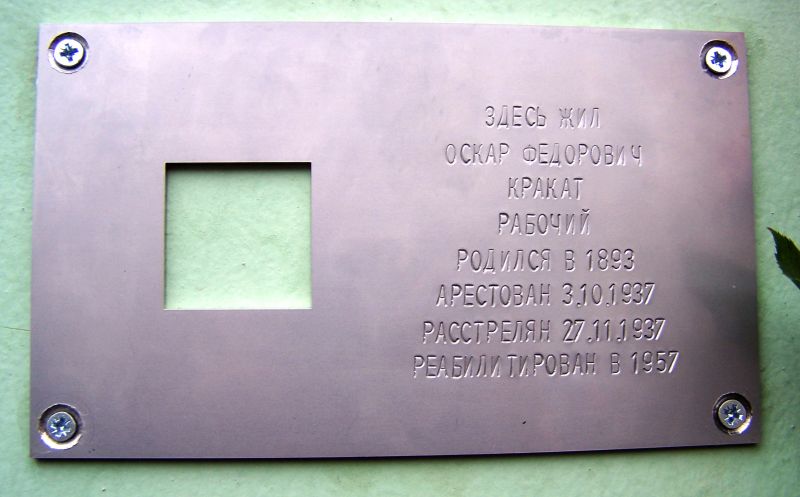 ЗДЕСЬ ЖИЛ
ОСКАР ФЕДОРОВИЧ
КРАКАТ
РАБОЧИЙ
РОДИЛСЯ В 1893
АРЕСТОВАН 3.10.1937
РАССТРЕЛЯН 27.11.1937
РЕАБИЛИТИРОВАН В 1957